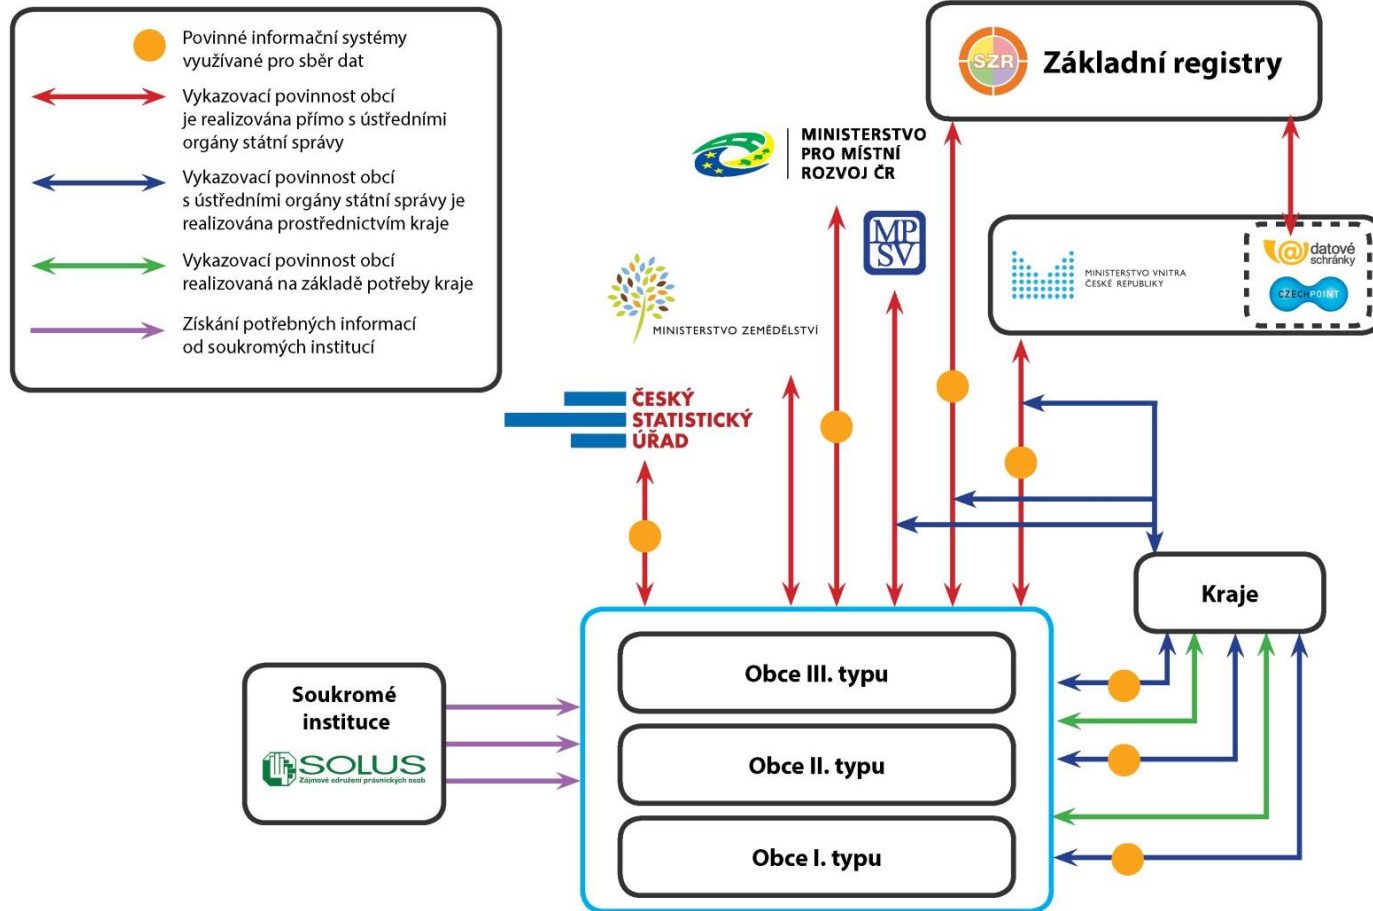 Povinné informační systémy
využívané pro sběr dat
Vykazovací povinnost obcí
je realizována přímo s ústředními
orgány státní správy
Vykazovací povinnost obcí
s ústředními orgány státní správy je
realizována prostřednictvím kraje
Vykazovací povinnost obcí
realizovaná na základě potřeby kraje
Získání potřebných informací
od soukromých institucí
SZR
Základní registry
MINISTERSTVO
PRO MÍSTNÍ
ROZVOJ ČR
MP
SV
MINISTERSTVO VNITRA
ČESKÉ REPUBLIKY
@ datové
schránky
CZECHPOINT
MINISTERSTVO ZEMĚDĚLSTVÍ
ČESKÝ
STATISTICKÝ
ÚŘAD
Kraje
Soukromé
instituce
SOLUS
Zájmové sdružení právnických osob
Obce III. typu
Obce II. typu
Obce I. typu